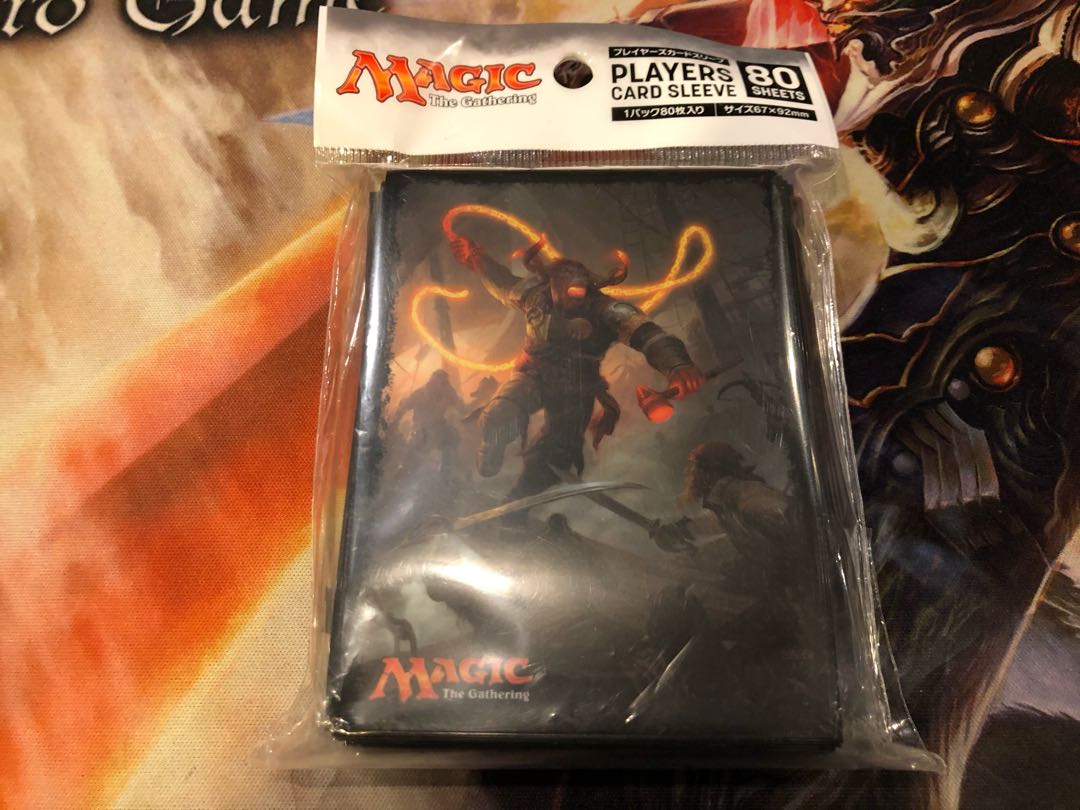 Card Game
MAGIC
The Gathering
プレイヤーズカードスリーブ
PLAYERS
CARD SLEEVE
80
SHEETS
1パック80枚入り
サイズ67×92mm
MAGIC
The Gathering